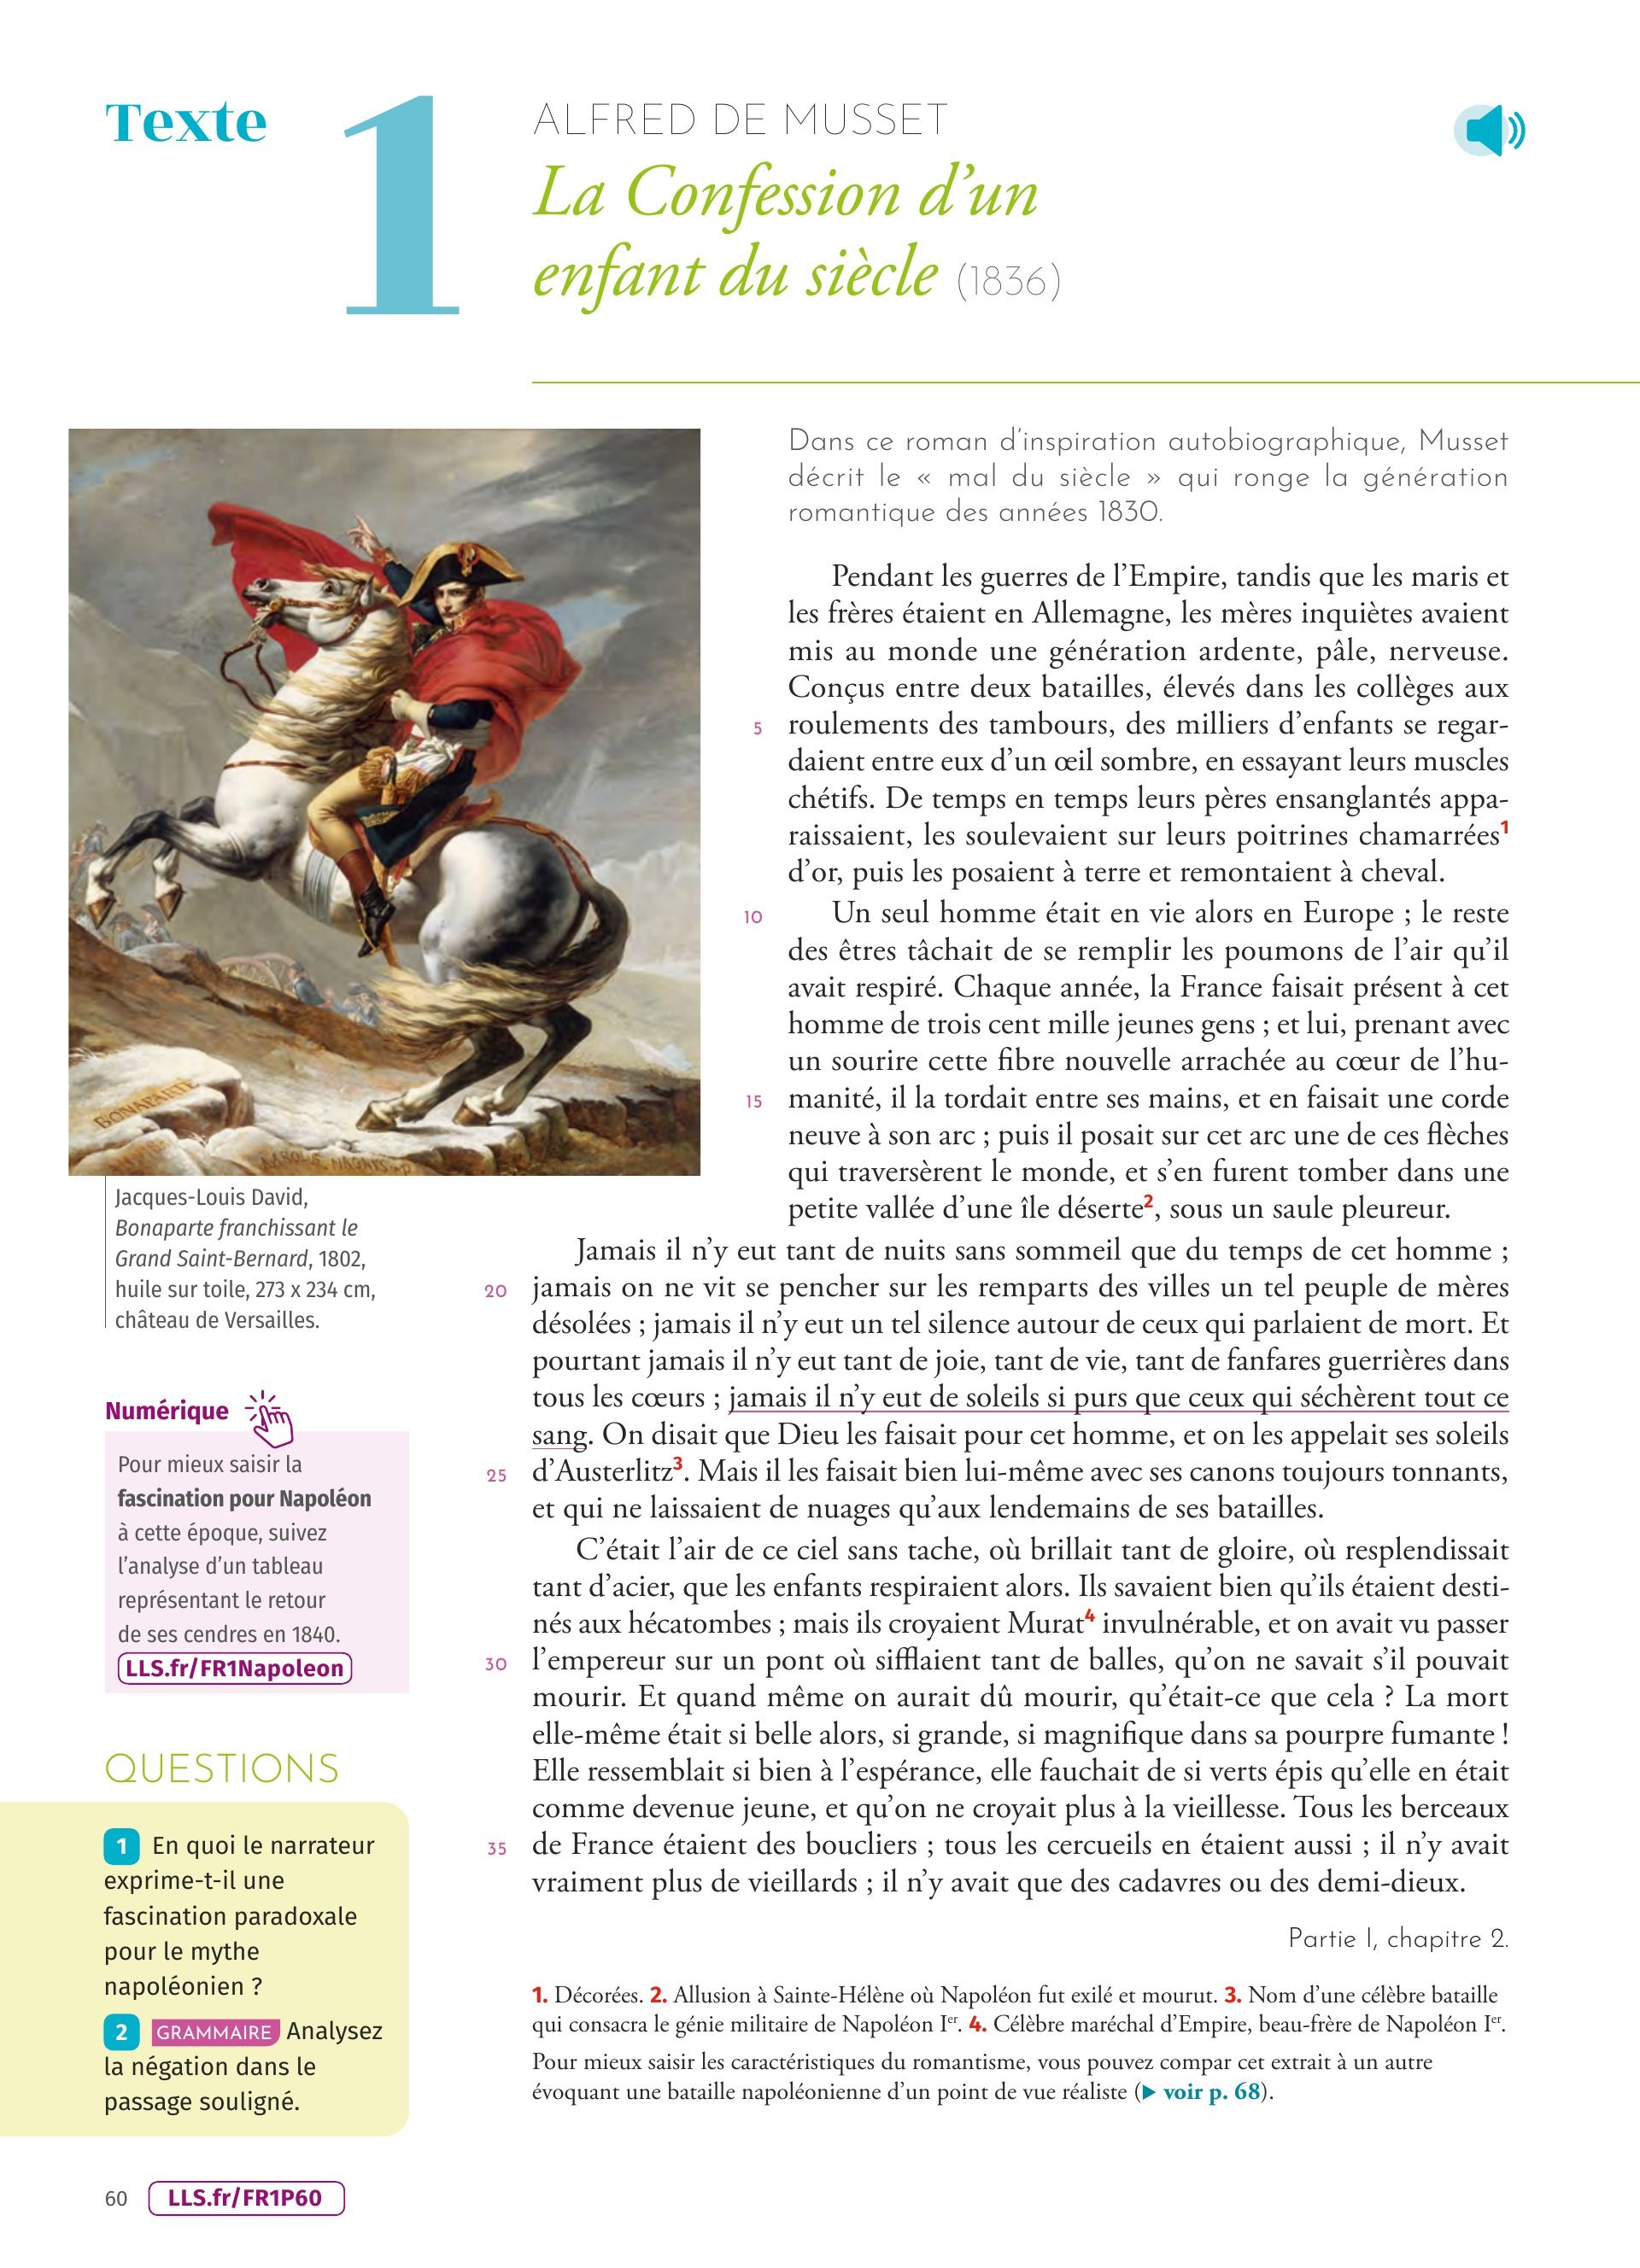 Texte 1
ALFRED DE MUSSET
La Confession d’un
enfant du siècle (1836)
Dans ce roman d’inspiration autobiographique, Musset
décrit le « mal du siècle » qui ronge la génération
romantique des années 1830.
Pendant les guerres de l’Empire, tandis que les maris et
les frères étaient en Allemagne, les mères inquiètes avaient
mis au monde une génération ardente, pâle, nerveuse.
Conçus entre deux batailles, élevés dans les collèges aux
5 roulements des tambours, des milliers d’enfants se regar-
daient entre eux d’un œil sombre, en essayant leurs muscles
chétifs. De temps en temps leurs pères ensanglantés appa-
raissaient, les soulevaient sur leurs poitrines chamarrées1
d’or, puis les posaient à terre et remontaient à cheval.
10 Un seul homme était en vie alors en Europe ; le reste
des êtres tâchait de se remplir les poumons de l’air qu’il
avait respiré. Chaque année, la France faisait présent à cet
homme de trois cent mille jeunes gens ; et lui, prenant avec
un sourire cette fibre nouvelle arrachée au cœur de l’hu-
15 manité, il la tordait entre ses mains, et en faisait une corde
neuve à son arc ; puis il posait sur cet arc une de ces flèches
qui traversèrent le monde, et s’en furent tomber dans une
petite vallée d’une île déserte2, sous un saule pleureur.
Jamais il n’y eut tant de nuits sans sommeil que du temps de cet homme ;
20 jamais on ne vit se pencher sur les remparts des villes un tel peuple de mères
désolées ; jamais il n’y eut un tel silence autour de ceux qui parlaient de mort. Et
pourtant jamais il n’y eut tant de joie, tant de vie, tant de fanfares guerrières dans
tous les cœurs ; jamais il n’y eut de soleils si purs que ceux qui séchèrent tout ce
sang. On disait que Dieu les faisait pour cet homme, et on les appelait ses soleils
25 d’Austerlitz3. Mais il les faisait bien lui-même avec ses canons toujours tonnants,
et qui ne laissaient de nuages qu’aux lendemains de ses batailles.
C’était l’air de ce ciel sans tache, où brillait tant de gloire, où resplendissait
tant d’acier, que les enfants respiraient alors. Ils savaient bien qu’ils étaient desti-
nés aux hécatombes ; mais ils croyaient Murat4 invulnérable, et on avait vu passer
30 l’empereur sur un pont où sifflaient tant de balles, qu’on ne savait s’il pouvait
mourir. Et quand même on aurait dû mourir, qu’était-ce que cela ? La mort
elle-même était si belle alors, si grande, si magnifique dans sa pourpre fumante !
Elle ressemblait si bien à l’espérance, elle fauchait de si verts épis qu’elle en était
comme devenue jeune, et qu’on ne croyait plus à la vieillesse. Tous les berceaux
35 de France étaient des boucliers ; tous les cercueils en étaient aussi ; il n’y avait
vraiment plus de vieillards ; il n’y avait que des cadavres ou des demi-dieux.
Partie I, chapitre 2.
1. Décorées. 2. Allusion à Sainte-Hélène où Napoléon fut exilé et mourut. 3. Nom d’une célèbre bataille
qui consacra le génie militaire de Napoléon Ier. 4. Célèbre maréchal d’Empire, beau-frère de Napoléon Ier.
Pour mieux saisir les caractéristiques du romantisme, vous pouvez compar cet extrait à un autre
évoquant une bataille napoléonienne d’un point de vue réaliste (▶ voir p. 68).
BONAPARTE
Jacques-Louis David,
Bonaparte franchissant le
Grand Saint-Bernard, 1802,
huile sur toile, 273 x 234 cm,
château de Versailles.
Numérique
Pour mieux saisir la
fascination pour Napoléon
à cette époque, suivez
l’analyse d’un tableau
représentant le retour
de ses cendres en 1840.
LLS.fr/FR1Napoleon
QUESTIONS
1 En quoi le narrateur
exprime-t-il une
fascination paradoxale
pour le mythe
napoléonien ?
2 GRAMMAIRE Analysez
la négation dans le
passage souligné.
60 LLS.fr/FR1P60